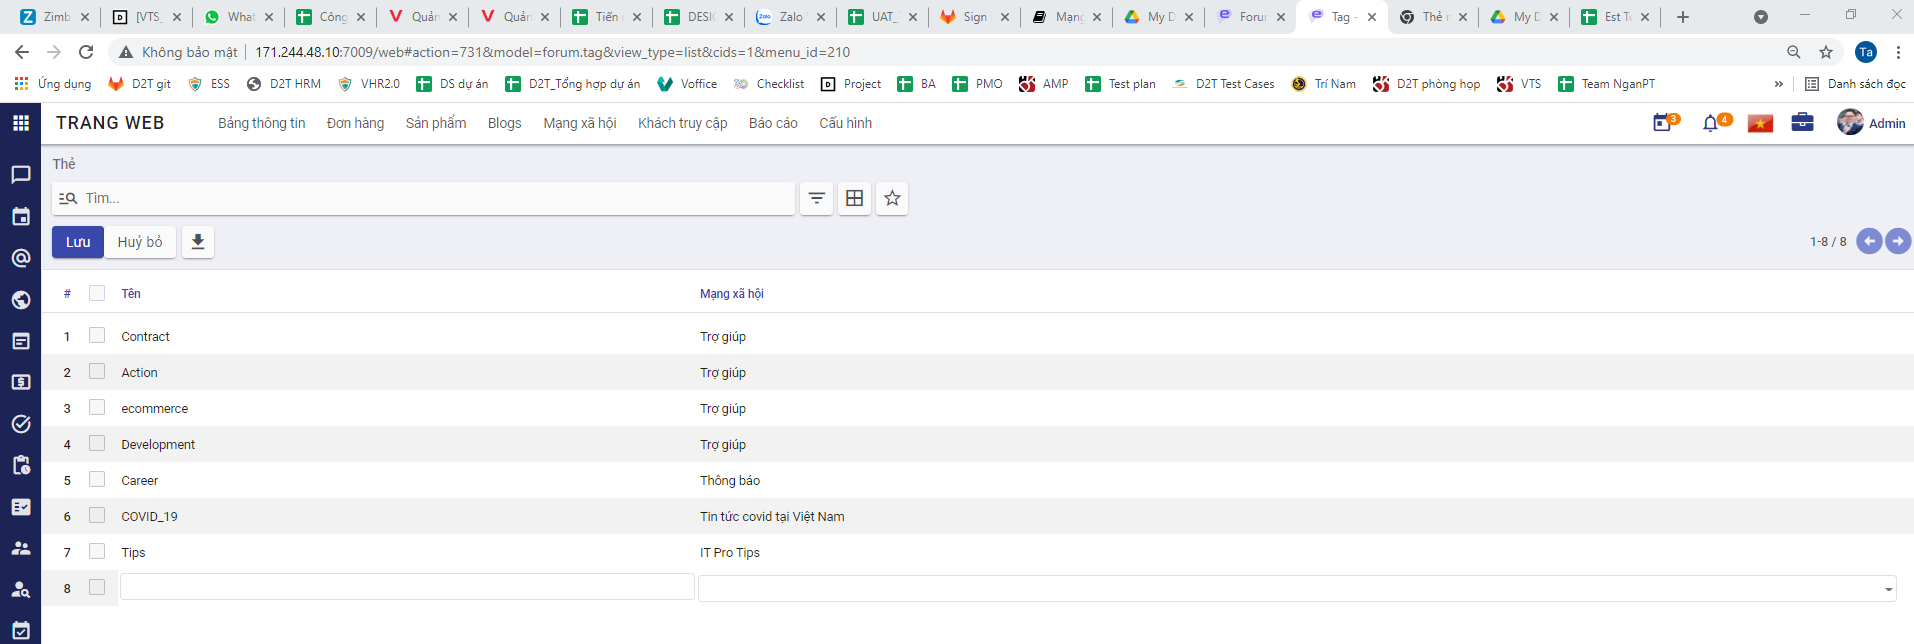 Zimb
[VTS_
What
Công
Quản
Quản
Tiến
DESI
Zalo
UAT_
Sign
Mạng
My D
Forur
Tag -
Thẻ
My D
Est Te
Không bảo mật | 171.244.48.10:7009/web#action=731&model=forum.tag&view_type=list&cids=1&menu_id=210
Ta
Ứng dụng D2T git ESS D2T HRM VHR2.0 DS dự án D2T_Tổng hợp dự án Voffice Checklist Project BA PMO AMP Test plan D2T Test Cases Trí Nam D2T phòng họp VTS Team NganPT » Danh sách đọc
TRANG WEB Bảng thông tin Đơn hàng Sản phẩm Blogs Mạng xã hội Khách truy cập Báo cáo Cấu hình 3 4 Admin
Thẻ
Tìm...
Lưu Huỷ bỏ 1-8 / 8
# Tên Mạng xã hội
1 Contract Trợ giúp
2 Action Trợ giúp
3 ecommerce Trợ giúp
4 Development Trợ giúp
5 Career Thông báo
6 COVID_19 Tin tức covid tại Việt Nam
7 Tips IT Pro Tips
8